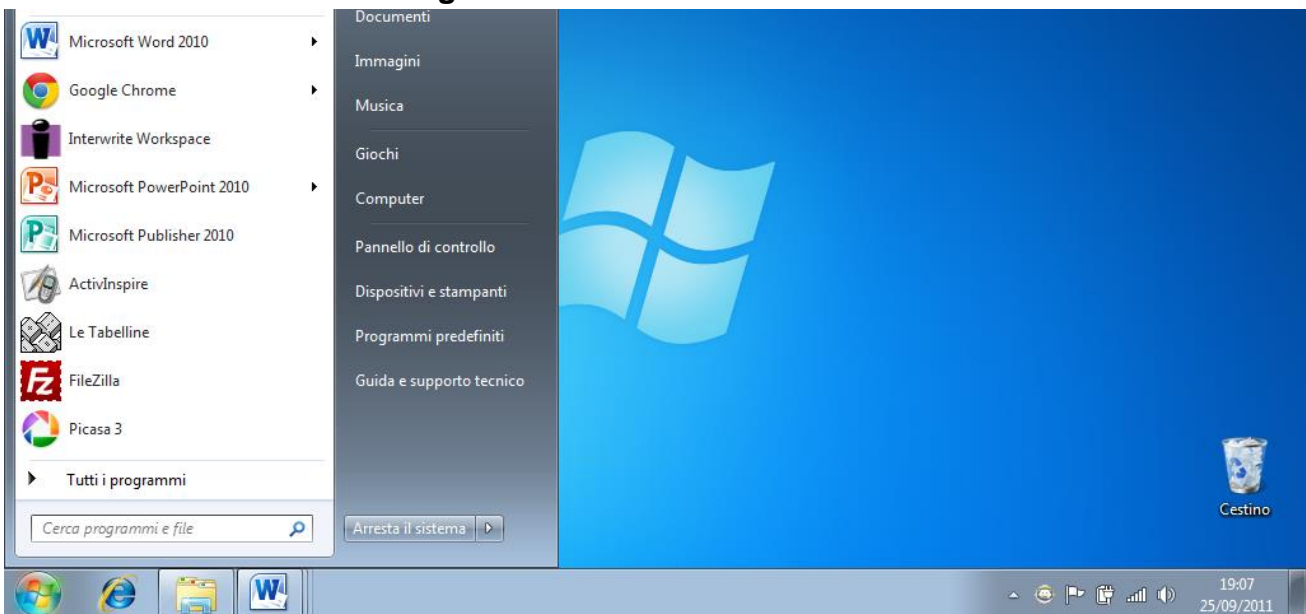 Microsoft Word 2010
Google Chrome
Interwrite Workspace
Microsoft PowerPoint 2010
Microsoft Publisher 2010
ActivInspire
Le Tabelline
FileZilla
Picasa 3
Tutti i programmi
Cerca programmi e file
Documenti
Immagini
Musica
Giochi
Computer
Pannello di controllo
Dispositivi e stampanti
Programmi predefiniti
Guida e supporto tecnico
Arresta il sistema
Cestino
19:07
25/09/2011